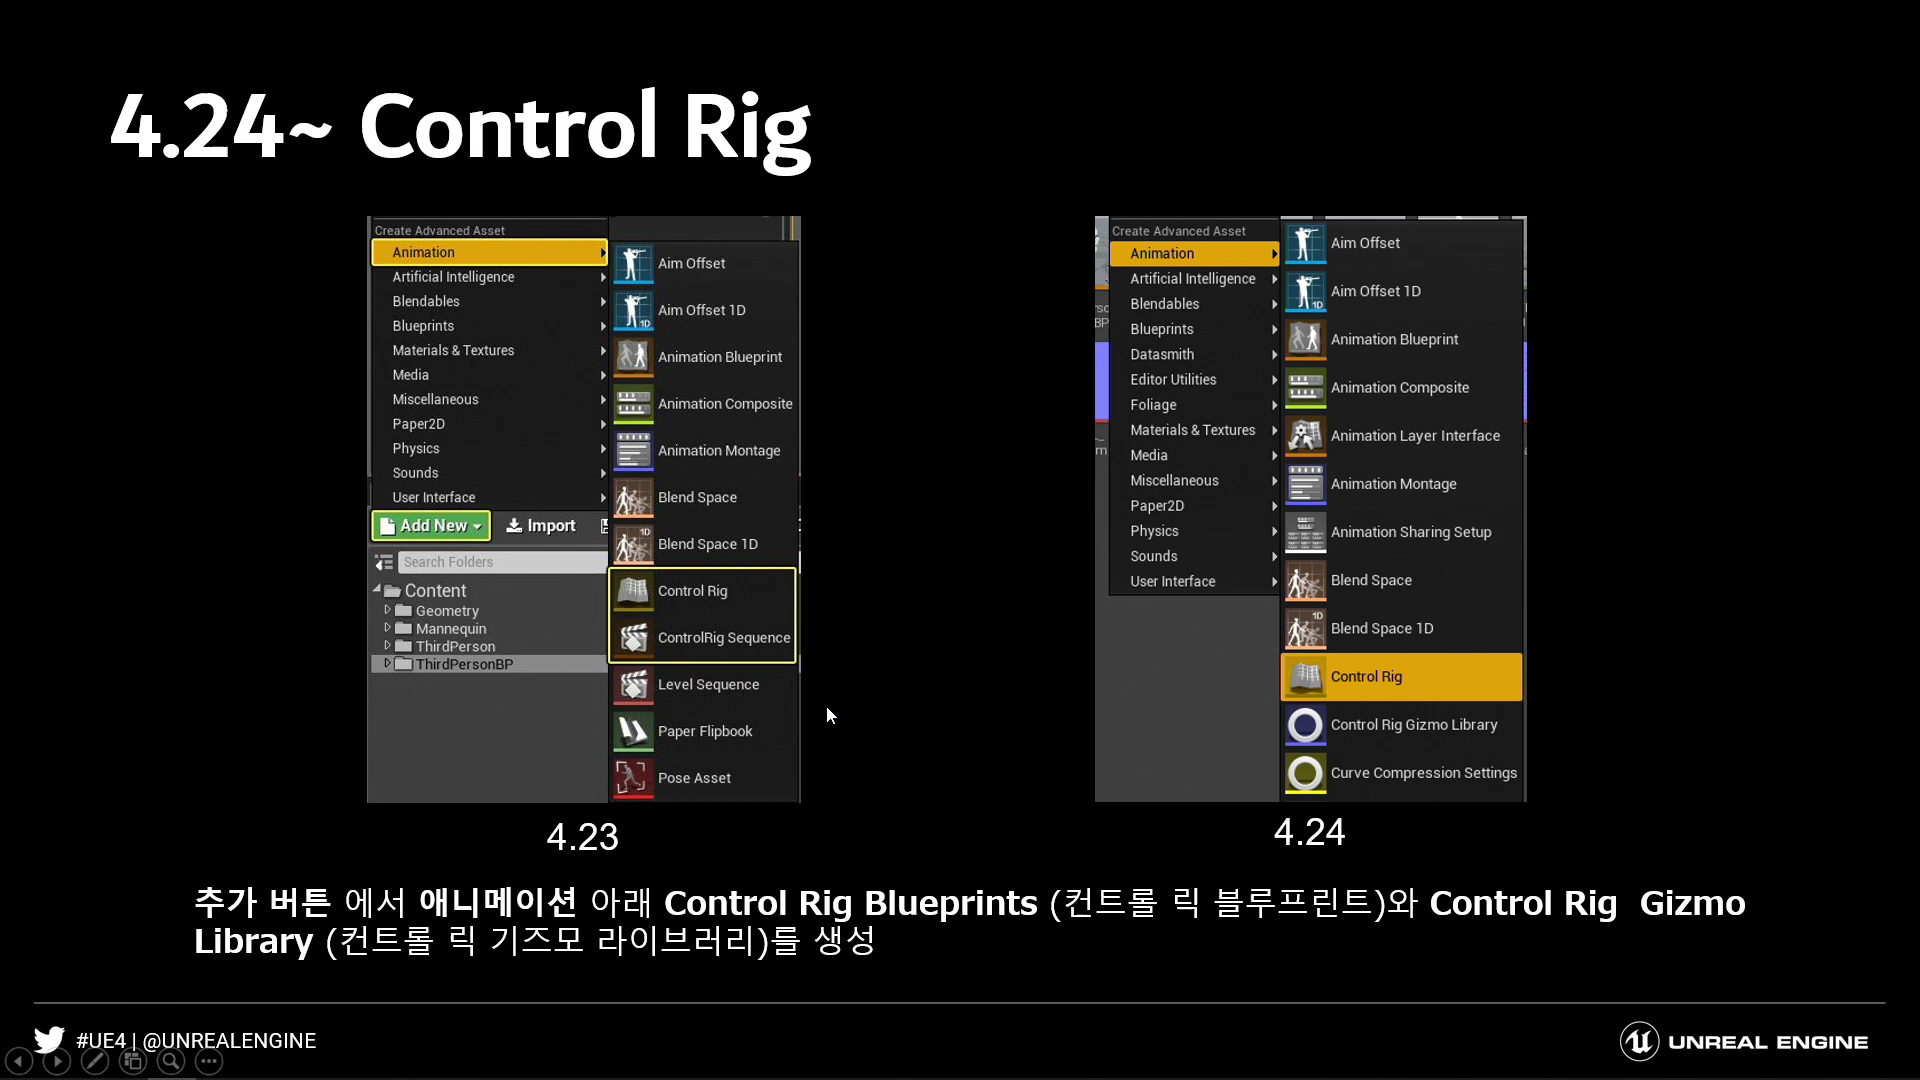 4.24~ Control Rig
Create Advanced Asset
Animation
Artificial Intelligence
Blendables
Blueprints
Materials & Textures
Media
Miscellaneous
Paper2D
Physics
Sounds
User Interface
Add New
Import
Search Folders
Content
Geometry
Mannequin
ThirdPerson
ThirdPersonBP
Aim Offset
Aim Offset 1D
Animation Blueprint
Animation Composite
Animation Montage
Blend Space
Blend Space 1D
Control Rig
ControlRig Sequence
Level Sequence
Paper Flipbook
Pose Asset
4.23
Create Advanced Asset
Animation
Artificial Intelligence
Blendables
Blueprints
Datasmith
Editor Utilities
Foliage
Materials & Textures
Media
Miscellaneous
Paper2D
Physics
Sounds
User Interface
Aim Offset
Aim Offset 1D
Animation Blueprint
Animation Composite
Animation Layer Interface
Animation Montage
Animation Sharing Setup
Blend Space
Blend Space 1D
Control Rig
Control Rig Gizmo Library
Curve Compression Settings
4.24
추가 버튼 에서 애니메이션 아래 Control Rig Blueprints (컨트롤 릭 블루프린트)와 Control Rig Gizmo
Library (컨트롤 릭 기즈모 라이브러리)를 생성
#UE4 | @UNREALENGINE
UNREAL ENGINE